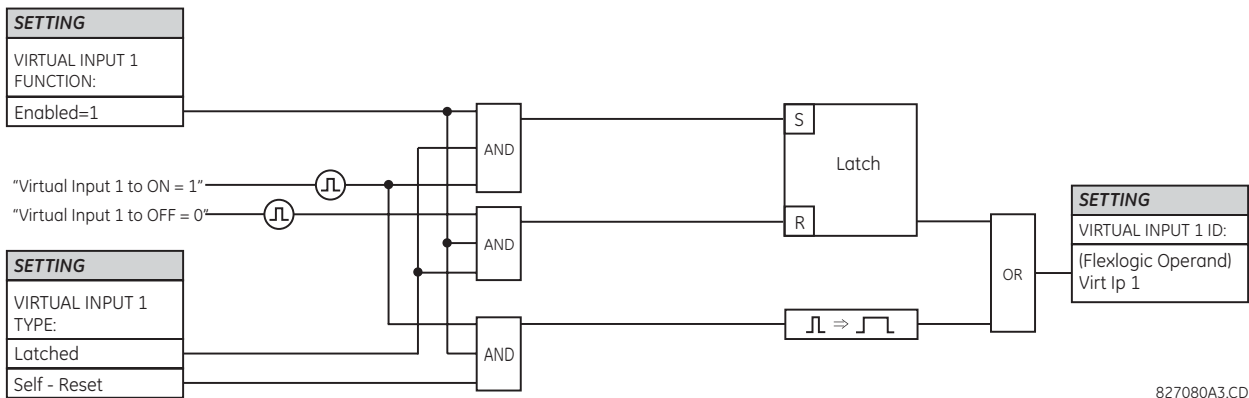 SETTING
VIRTUAL INPUT 1
FUNCTION:
Enabled=1
"Virtual Input 1 to ON = 1"
"Virtual Input 1 to OFF = 0"
SETTING
VIRTUAL INPUT 1
TYPE:
Latched
Self - Reset
AND
AND
AND
S
Latch
R
OR
SETTING
VIRTUAL INPUT 1 ID:
(Flexlogic Operand)
Virt Ip 1
827080A3.CD